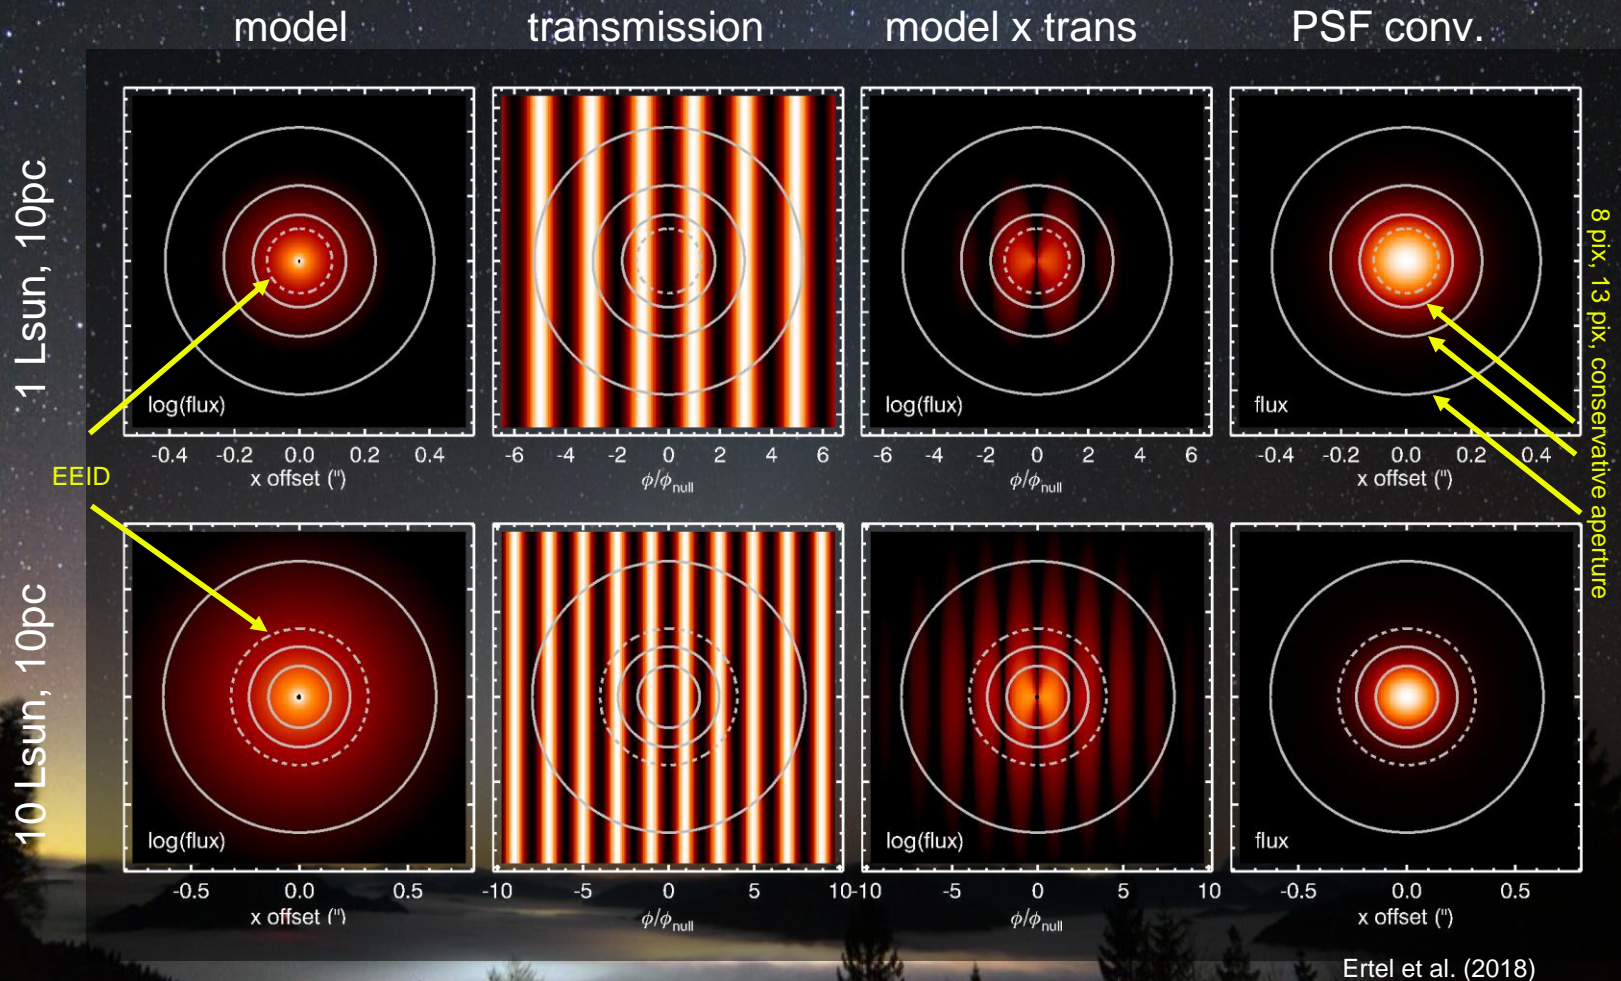 model transmission model x trans PSF conv.
1 Lsun, 10pc
log(flux)
log(flux)
flux
-0.4 -0.2 0.0 0.2 0.4
x offset (")
-6 -4 -2 0 2 4 6
ϕ/ϕnull
-6 -4 -2 0 2 4 6
ϕ/ϕnull
-0.4 -0.2 0.0 0.2 0.4
x offset (")
EEID
8 pix, 13 pix, conservative aperture
10 Lsun, 10pc
log(flux)
log(flux)
flux
-0.5 0.0 0.5
x offset (")
-10 -5 0 5 10
ϕ/ϕnull
-10 -5 0 5 10
ϕ/ϕnull
-0.5 0.0 0.5
x offset (")
Ertel et al. (2018)